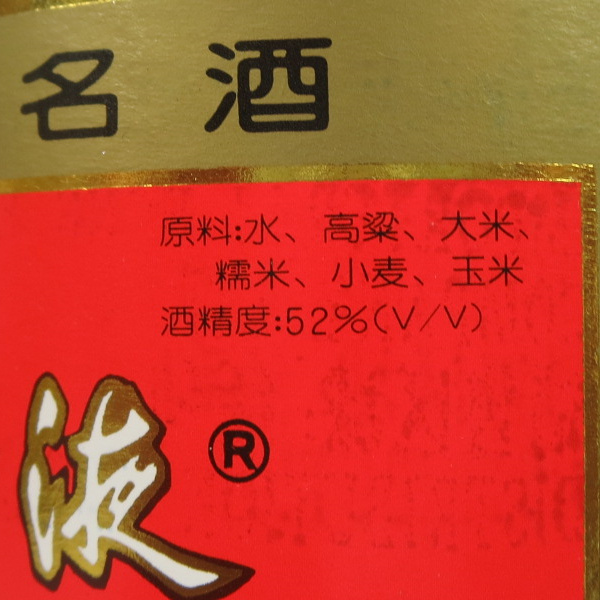 名酒
原料:水、高粱、大米、
糯米、小麦、玉米
酒精度:52%(V/V)
液®